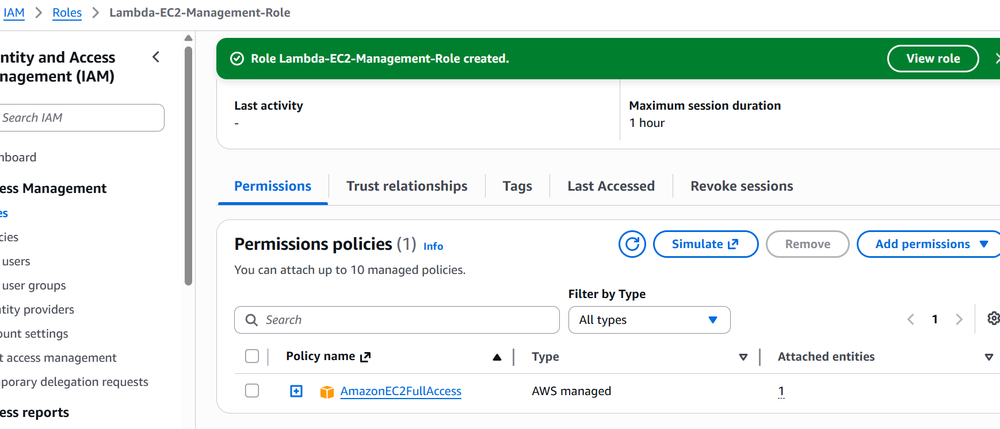 IAM > Roles > Lambda-EC2-Management-Role
ntity and Access
nagement (IAM)
Search IAM
nboard
ess Management
es
cies
users
user groups
tity providers
ount settings
t access management
porary delegation requests
ess reports
Role Lambda-EC2-Management-Role created.
View role
Last activity
-
Maximum session duration
1 hour
Permissions
Trust relationships
Tags
Last Accessed
Revoke sessions
Permissions policies (1) Info
You can attach up to 10 managed policies.
Simulate
Remove
Add permissions
Filter by Type
Search
All types
1
Policy name
Type
Attached entities
AmazonEC2FullAccess
AWS managed
1